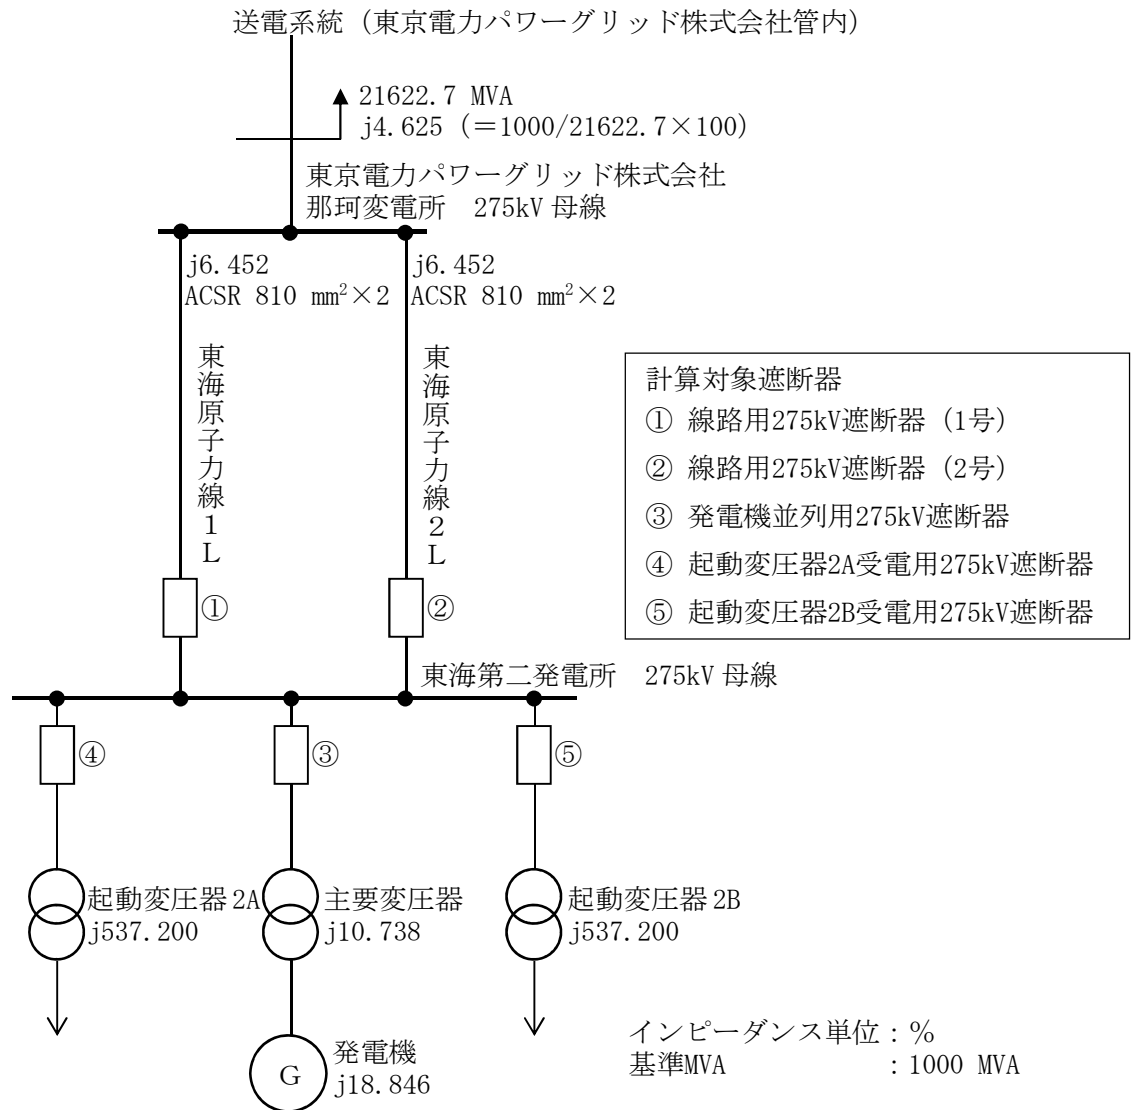 送電系統（東京電力パワーグリッド株式会社管内）
21622.7 MVA
j4.625（＝1000/21622.7×100）
東京電力パワーグリッド株式会社
那珂変電所　275kV 母線
j6.452
ACSR 810 mm²×2
j6.452
ACSR 810 mm²×2
東海原子力線１L
東海原子力線２L
計算対象遮断器
① 線路用275kV遮断器（1号）
② 線路用275kV遮断器（2号）
③ 発電機並列用275kV遮断器
④ 起動変圧器2A受電用275kV遮断器
⑤ 起動変圧器2B受電用275kV遮断器
①
②
東海第二発電所　275kV 母線
④
③
⑤
起動変圧器 2A
j537.200
主要変圧器
j10.738
起動変圧器 2B
j537.200
発電機
j18.846
G
インピーダンス単位：％
基準MVA　　　　　　：1000 MVA